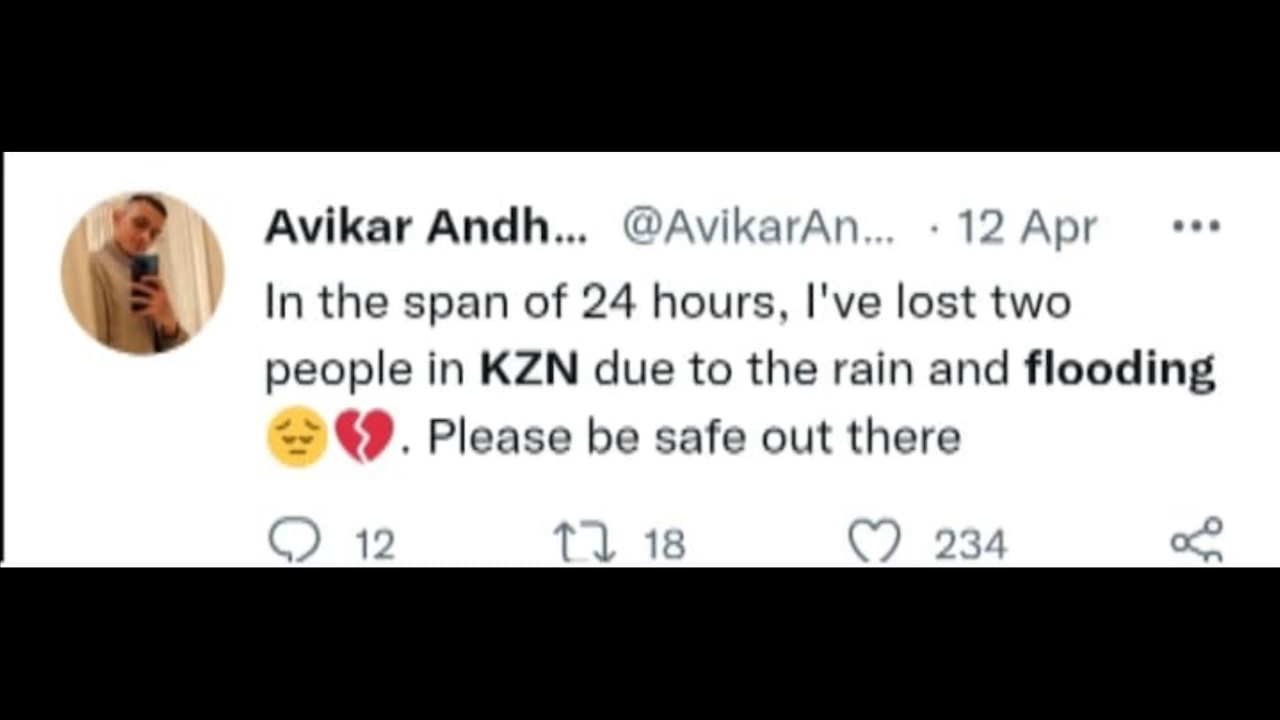 Avikar Andh... @AvikarAn... · 12 Apr
In the span of 24 hours, I've lost two
people in KZN due to the rain and flooding
😔💔. Please be safe out there
12 18 234